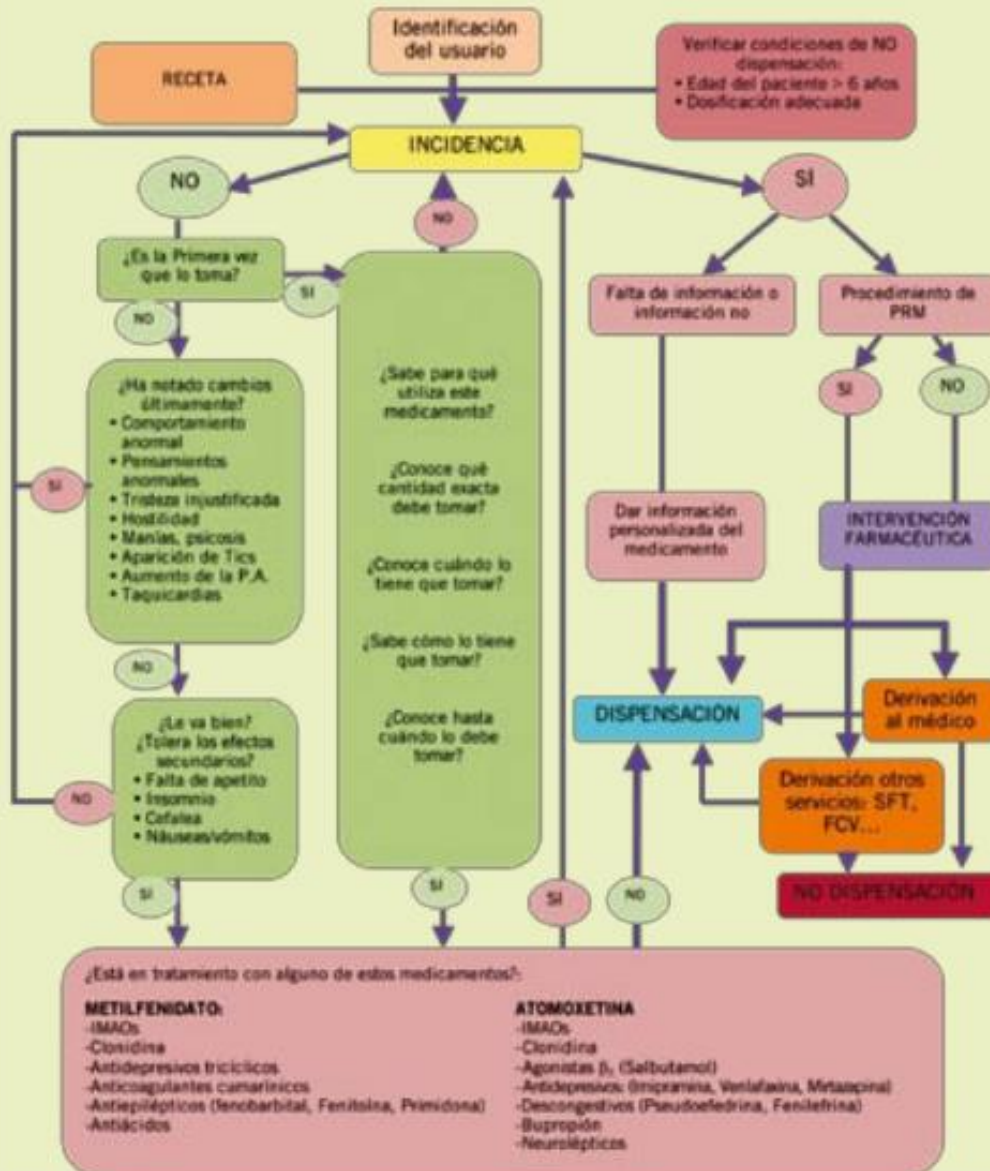 Identificación
del usuario
RECETA
Verificar condiciones de NO
dispensación:
• Edad del paciente > 6 años
• Dosificación adecuada
INCIDENCIA
NO
SÍ
NO
¿Es la Primera vez
que lo toma?
SI
NO
Falta de información o
información no
Procedimiento de
PRM
SI
NO
¿Ha notado cambios
últimamente?
• Comportamiento
anormal
• Pensamientos
anormales
• Tristeza injustificada
• Hostilidad
• Manías, psicosis
• Aparición de Tics
• Aumento de la P.A.
• Taquicardias
SI
NO
¿Sabe para qué
utiliza este
medicamento?
¿Conoce qué
cantidad exacta
debe tomar?
¿Conoce cuándo lo
tiene que tomar?
¿Sabe cómo lo tiene
que tomar?
¿Conoce hasta
cuándo lo debe
tomar?
Dar información
personalizada del
medicamento
INTERVENCIÓN
FARMACÉUTICA
DISPENSACIÓN
Derivación
al médico
Derivación otros
servicios: SFT,
FCV...
NO DISPENSACIÓN
¿Le va bien?
¿Tolera los efectos
secundarios?
• Falta de apetito
• Insomnio
• Cefalea
• Náuseas/vómitos
NO
SI
SI
SI
NO
¿Está en tratamiento con alguno de estos medicamentos?:
METILFENIDATO:
-IMAOs
-Clonidina
-Antidepresivos tricíclicos
-Anticoagulantes cumarínicos
-Antiepilépticos (fenobarbital, Fenitoína, Primidona)
-Antiácidos
ATOMOXETINA
-IMAOs
-Clonidina
-Agonistas β₂ (Salbutamol)
-Antidepresivos: (Imipramina, Venlafaxina, Mirtazapina)
-Descongestivos (Pseudoefedrina, Fenilefrina)
-Bupropión
-Neurolépticos